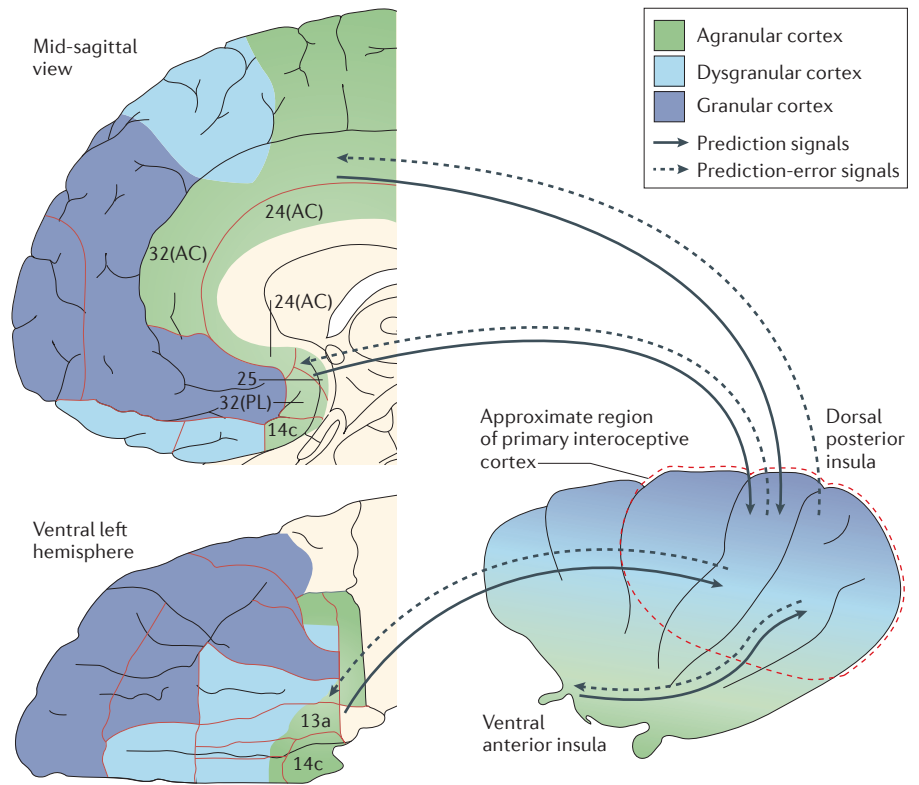 Mid-sagittal
view
Agranular cortex
Dysgranular cortex
Granular cortex
Prediction signals
Prediction-error signals
24(AC)
32(AC)
24(AC)
25
32(PL)
14c
Approximate region
of primary interoceptive
cortex
Dorsal
posterior
insula
Ventral left
hemisphere
13a
14c
Ventral
anterior insula